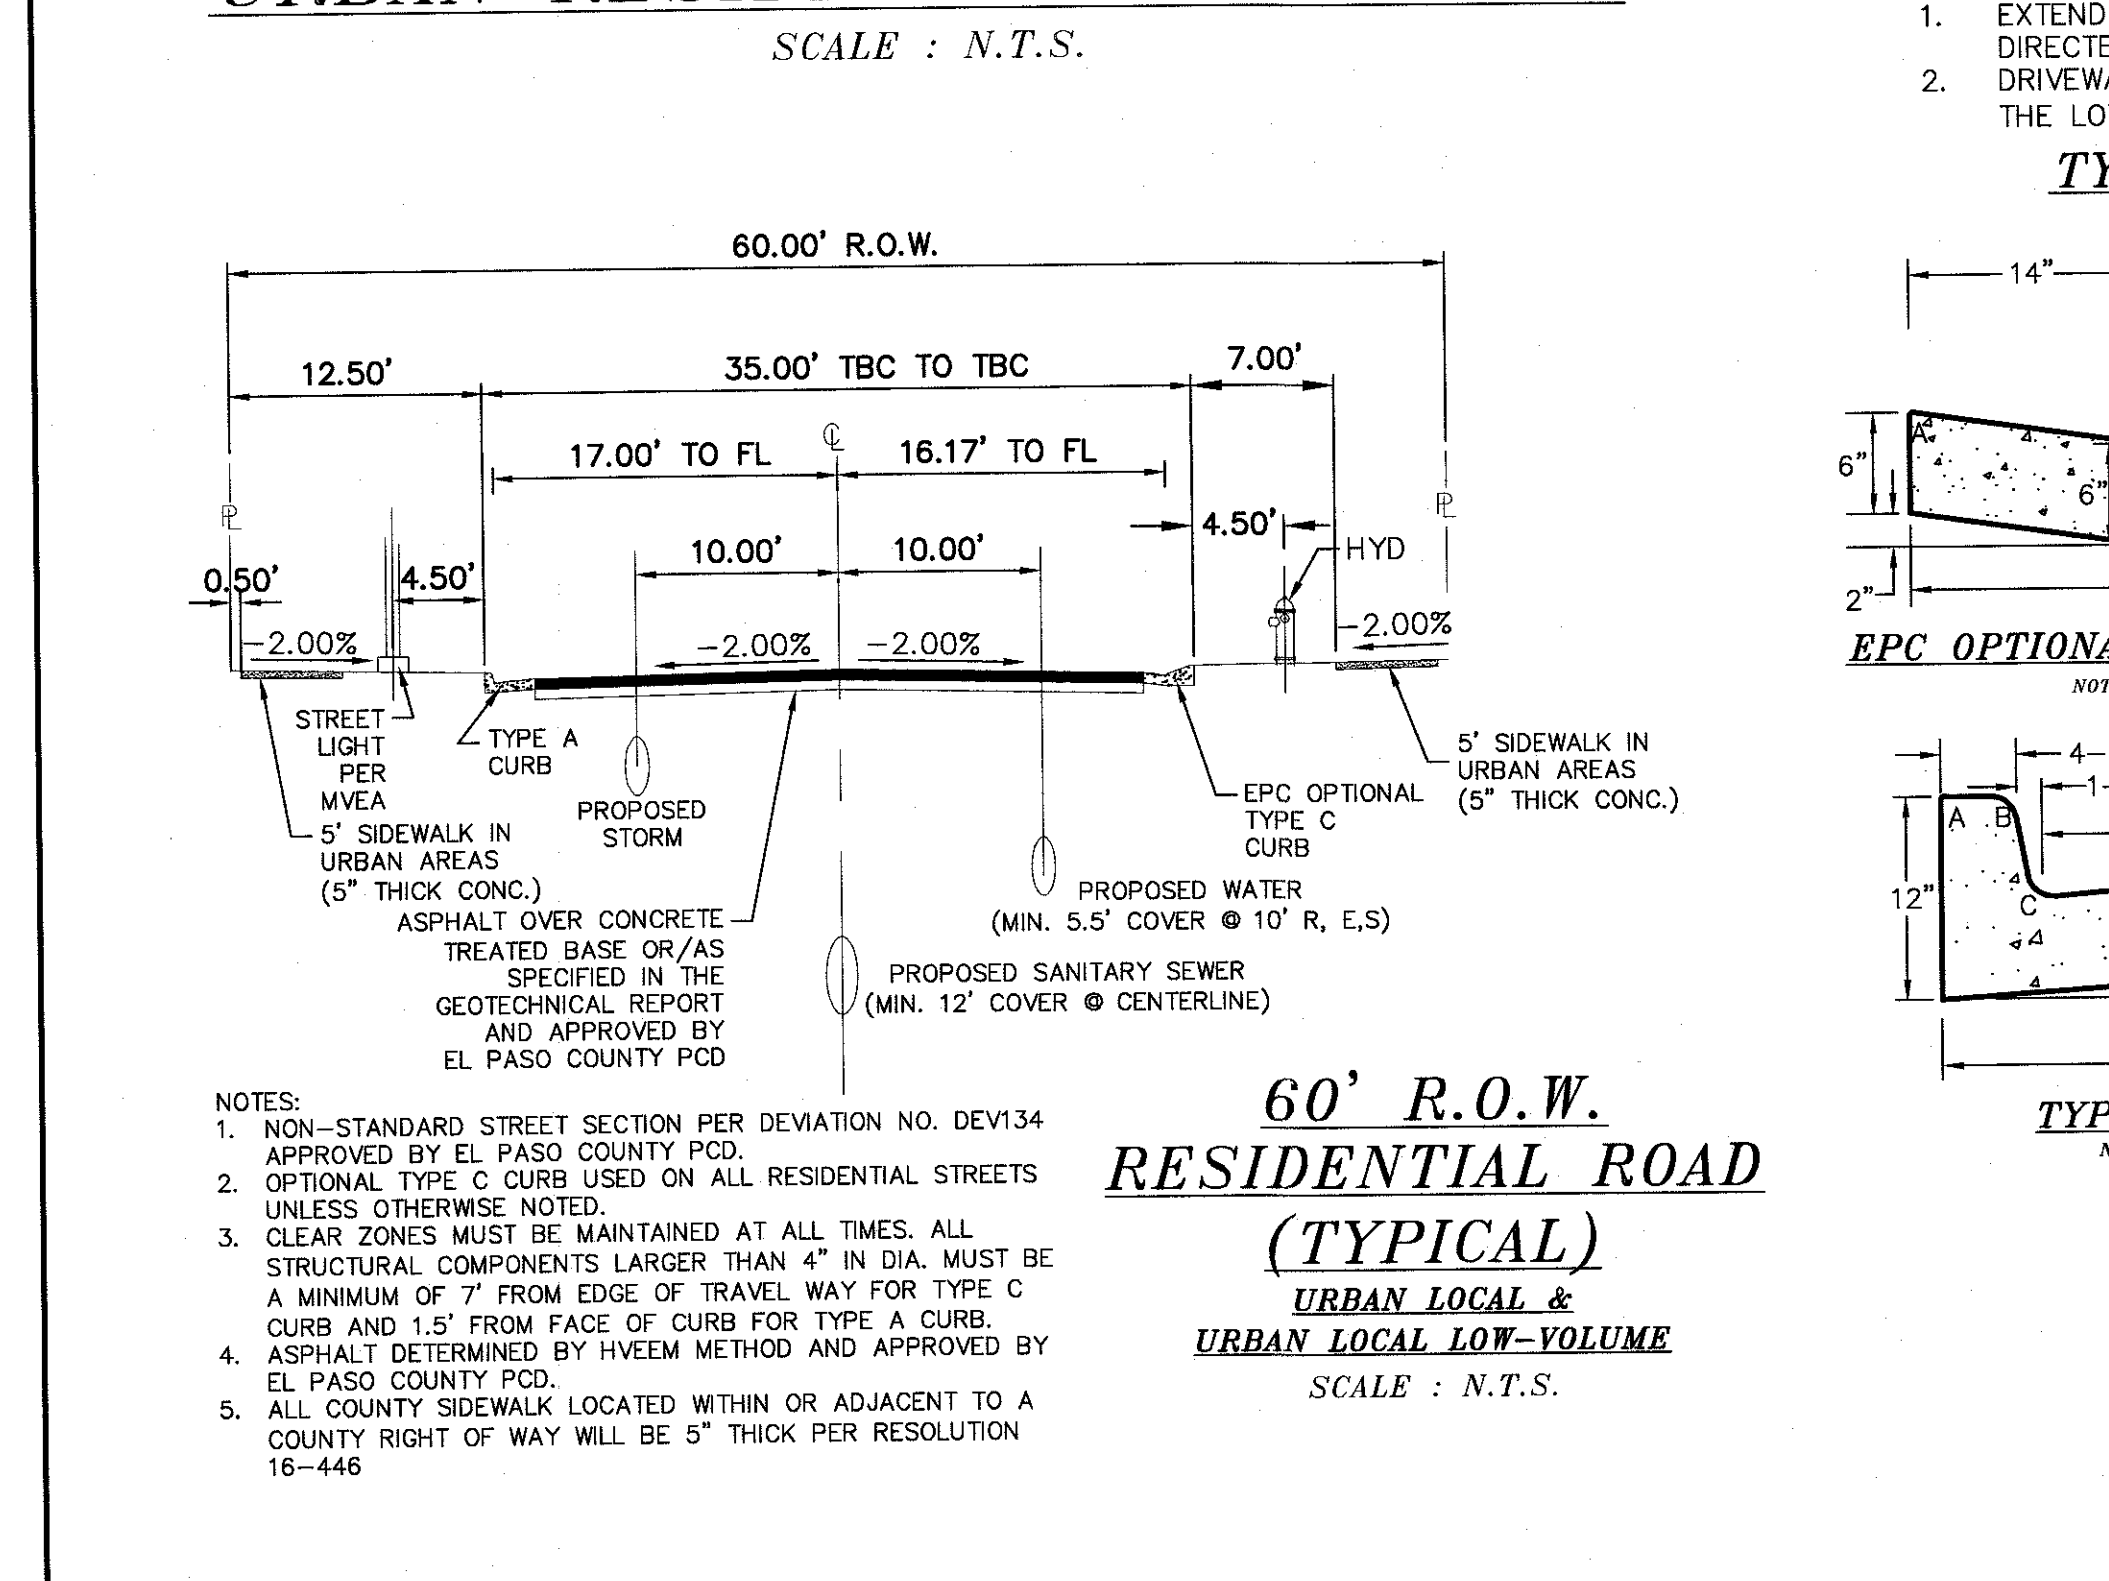 SCALE : N.T.S.
60.00' R.O.W.
12.50'
35.00' TBC TO TBC
7.00'
17.00' TO FL
16.17' TO FL
4.50'
HYD
10.00'
10.00'
0.50'
4.50'
-2.00%
-2.00%
-2.00%
-2.00%
STREET
LIGHT
PER
MVEA
TYPE A
CURB
PROPOSED
STORM
5' SIDEWALK IN
URBAN AREAS
(5" THICK CONC.)
EPC OPTIONAL
TYPE C
CURB
5' SIDEWALK IN
URBAN AREAS
(5" THICK CONC.)
PROPOSED WATER
(MIN. 5.5' COVER @ 10' R, E,S)
ASPHALT OVER CONCRETE
TREATED BASE OR/AS
SPECIFIED IN THE
GEOTECHNICAL REPORT
AND APPROVED BY
EL PASO COUNTY PCD
PROPOSED SANITARY SEWER
(MIN. 12' COVER @ CENTERLINE)
NOTES:
1. NON-STANDARD STREET SECTION PER DEVIATION NO. DEV134
APPROVED BY EL PASO COUNTY PCD.
2. OPTIONAL TYPE C CURB USED ON ALL RESIDENTIAL STREETS
UNLESS OTHERWISE NOTED.
3. CLEAR ZONES MUST BE MAINTAINED AT ALL TIMES. ALL
STRUCTURAL COMPONENTS LARGER THAN 4" IN DIA. MUST BE
A MINIMUM OF 7' FROM EDGE OF TRAVEL WAY FOR TYPE C
CURB AND 1.5' FROM FACE OF CURB FOR TYPE A CURB.
4. ASPHALT DETERMINED BY HVEEM METHOD AND APPROVED BY
EL PASO COUNTY PCD.
5. ALL COUNTY SIDEWALK LOCATED WITHIN OR ADJACENT TO A
COUNTY RIGHT OF WAY WILL BE 5" THICK PER RESOLUTION
16-446
60' R.O.W.
RESIDENTIAL ROAD
(TYPICAL)
URBAN LOCAL &
URBAN LOCAL LOW-VOLUME
SCALE : N.T.S.
1. EXTEND
2.
THE
14"
A
6"
6"
2"
EPC
4
1
A B
12"
C